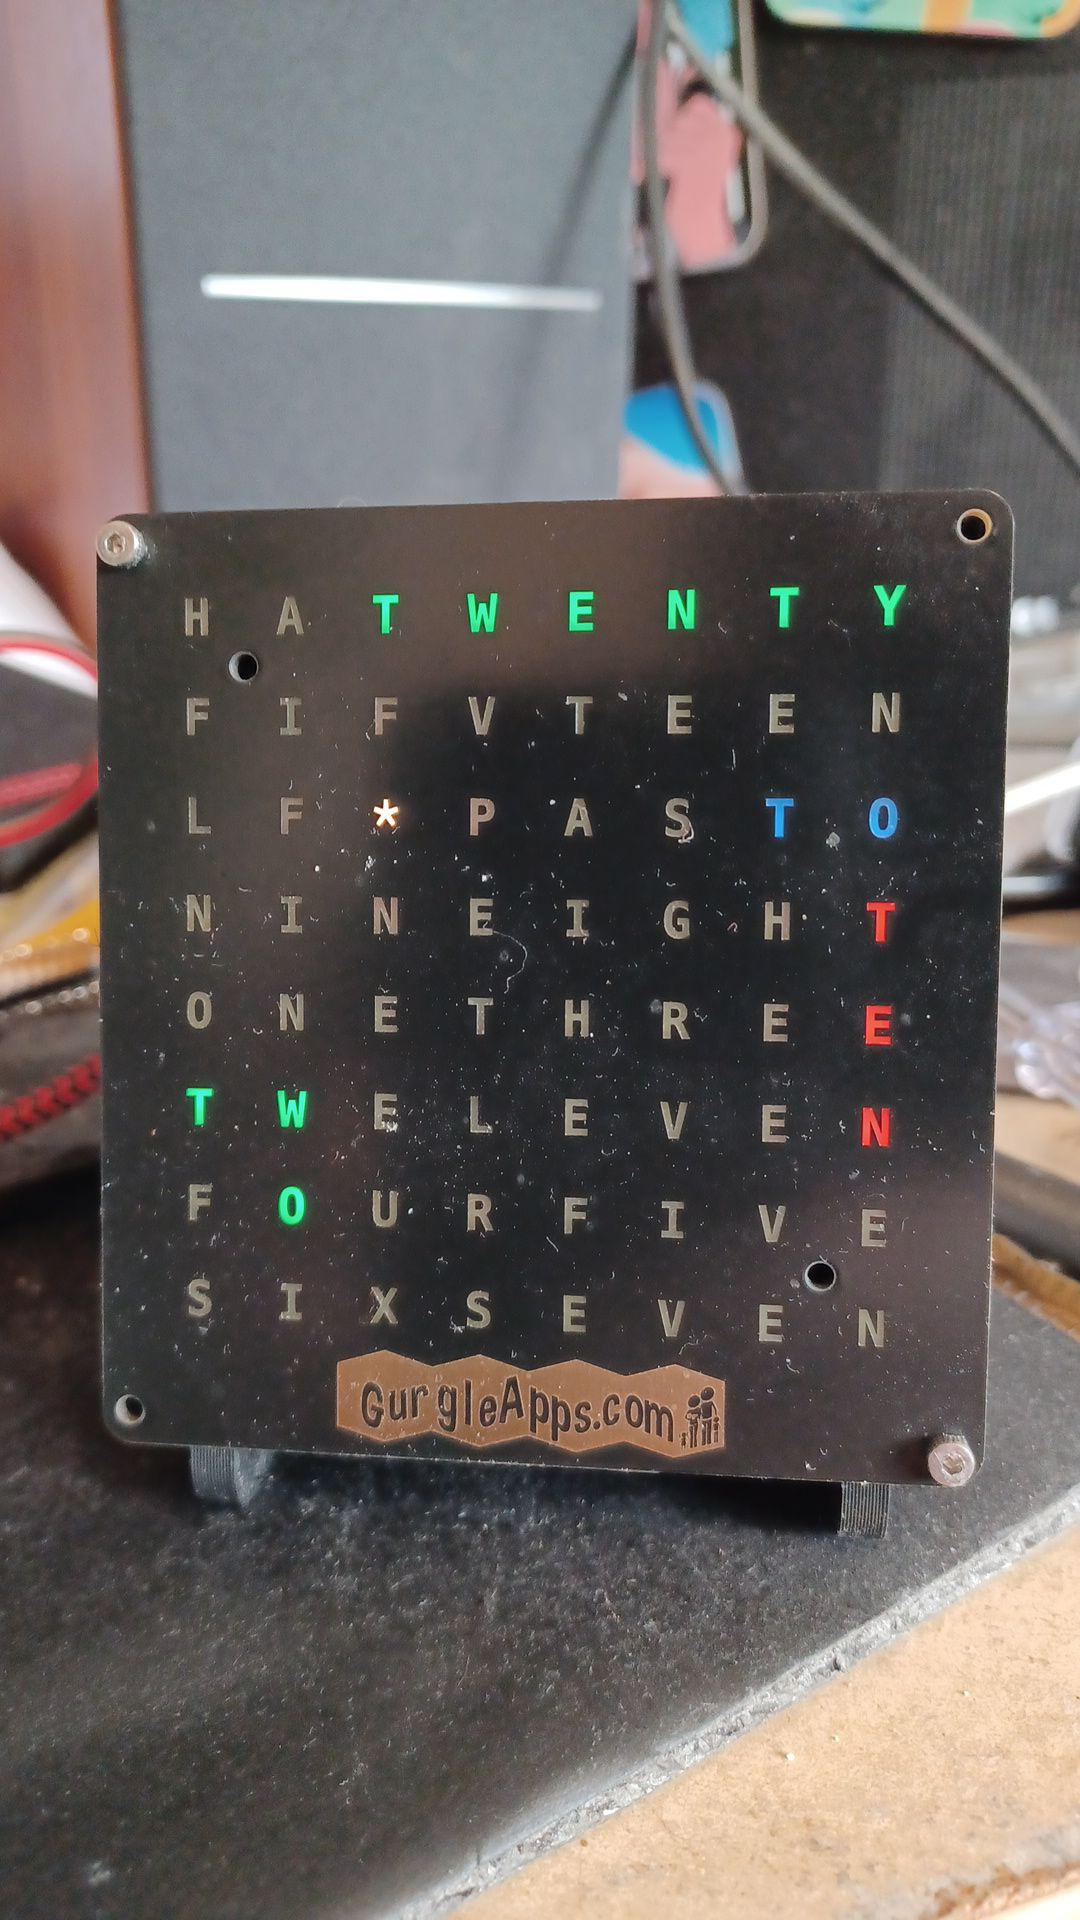 H A T W E N T Y
F I F V T E E N
L F * P A S T O
N I N E I G H T
O N E T H R E E
T W E L E V E N
F O U R F I V E
S I X S E V E N
GurgleApps.com